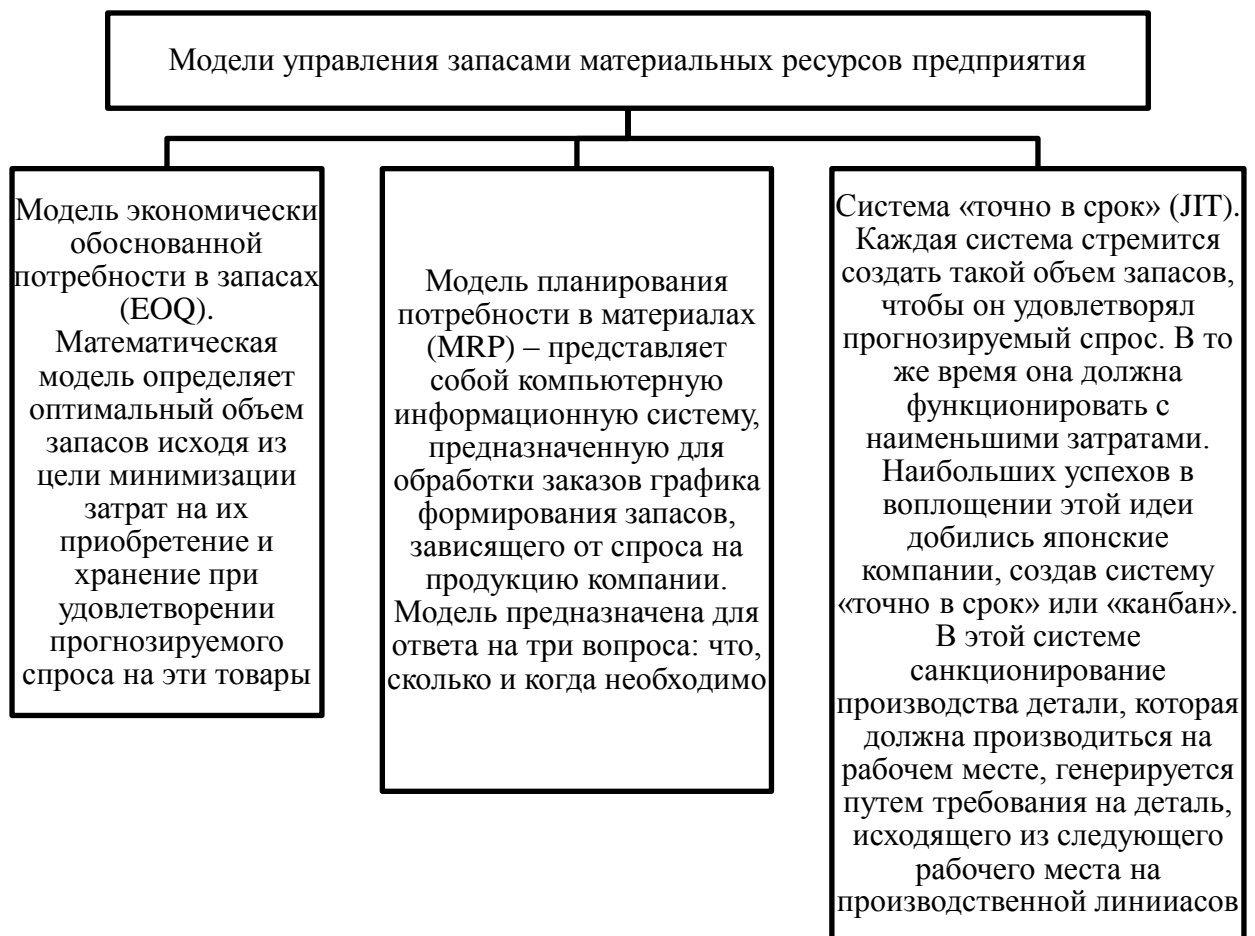 Модели управления запасами материальных ресурсов предприятия
Модель экономически
обоснованной
потребности в запасах
(EOQ).
Математическая
модель определяет
оптимальный объем
запасов исходя из
цели минимизации
затрат на их
приобретение и
хранение при
удовлетворении
прогнозируемого
спроса на эти товары
Модель планирования
потребности в материалах
(MRP) – представляет
собой компьютерную
информационную систему,
предназначенную для
обработки заказов графика
формирования запасов,
зависящего от спроса на
продукцию компании.
Модель предназначена для
ответа на три вопроса: что,
сколько и когда необходимо
Система «точно в срок» (JIT).
Каждая система стремится
создать такой объем запасов,
чтобы он удовлетворял
прогнозируемый спрос. В то
же время она должна
функционировать с
наименьшими затратами.
Наибольших успехов в
воплощении этой идеи
добились японские
компании, создав систему
«точно в срок» или «канбан».
В этой системе
санкционирование
производства детали, которая
должна производиться на
рабочем месте, генерируется
путем требования на деталь,
исходящего из следующего
рабочего места на
производственной линииасов